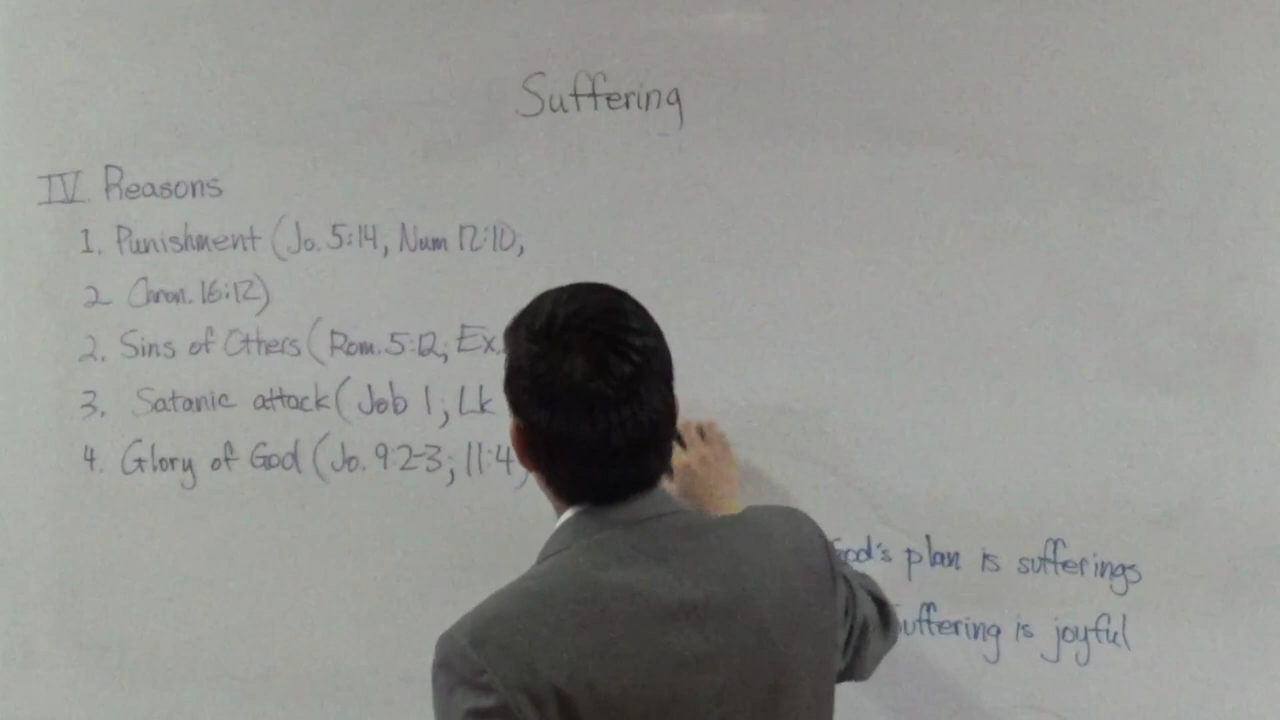 Suffering
IV. Reasons
1. Punishment (Jo. 5:14, Num 12:10,
2 Chron. 16:12)
2. Sins of Others (Rom. 5:12; Ex.
3. Satanic attack (Job 1; Lk
4. Glory of God (Jo. 9:2-3; 11:4)
God's plan is sufferings
Suffering is joyful